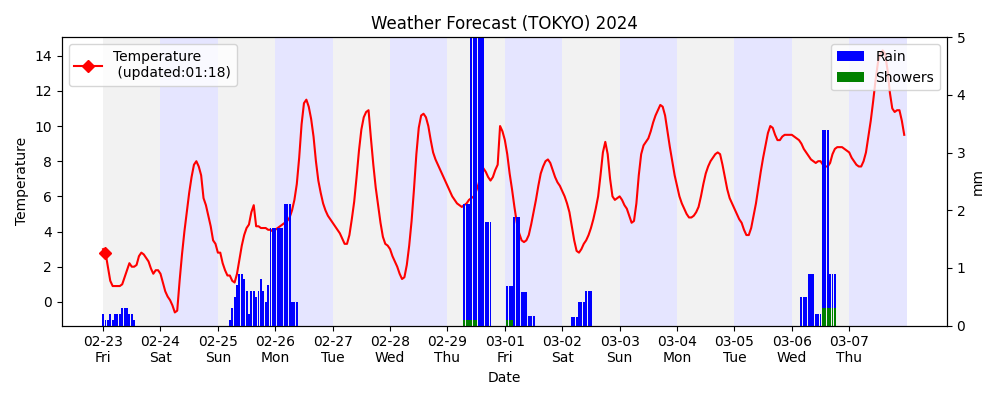 Weather Forecast (TOKYO) 2024
Temperature
(updated:01:18)
Rain
Showers
Temperature
14
12
10
8
6
4
2
0
5
4
3
2
1
0
mm
02-23 02-24 02-25 02-26 02-27 02-28 02-29 03-01 03-02 03-03 03-04 03-05 03-06 03-07
Fri Sat Sun Mon Tue Wed Thu Fri Sat Sun Mon Tue Wed Thu
Date